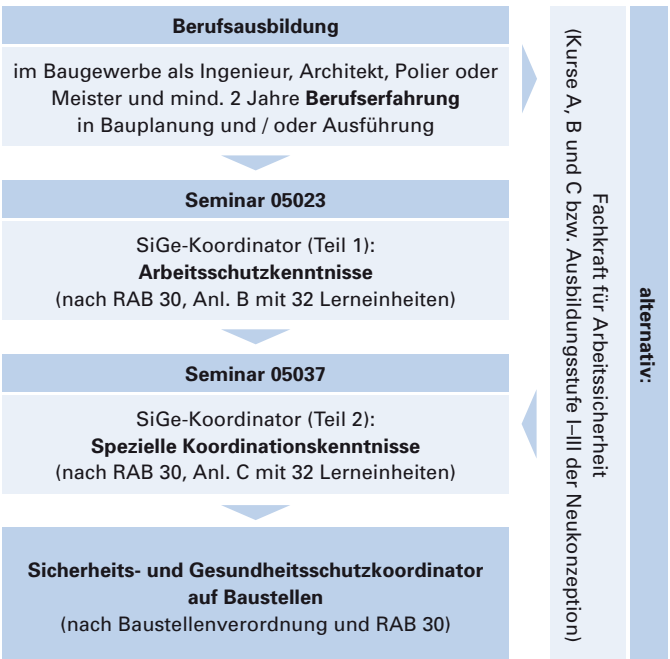 Berufsausbildung
im Baugewerbe als Ingenieur, Architekt, Polier oder
Meister und mind. 2 Jahre Berufserfahrung
in Bauplanung und / oder Ausführung
Seminar 05023
SiGe-Koordinator (Teil 1):
Arbeitsschutzkenntnisse
(nach RAB 30, Anl. B mit 32 Lerneinheiten)
Seminar 05037
SiGe-Koordinator (Teil 2):
Spezielle Koordinationskenntnisse
(nach RAB 30, Anl. C mit 32 Lerneinheiten)
Sicherheits- und Gesundheitsschutzkoordinator
auf Baustellen
(nach Baustellenverordnung und RAB 30)
alternativ:
Fachkraft für Arbeitssicherheit
(Kurse A, B und C bzw. Ausbildungsstufe I–III der Neukonzeption)